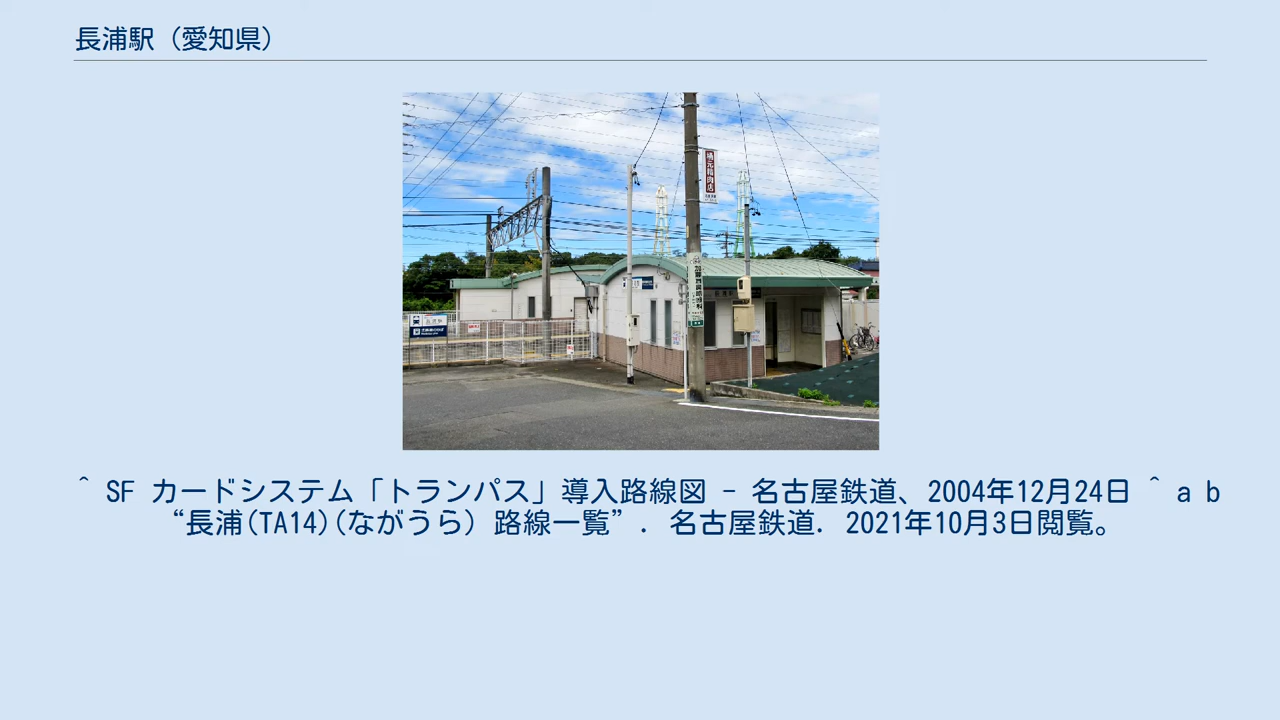 長浦駅（愛知県）
^ SF カードシステム「トランパス」導入路線図 - 名古屋鉄道、2004年12月24日 ^ a b
“長浦(TA14)(ながうら) 路線一覧”. 名古屋鉄道. 2021年10月3日閲覧。